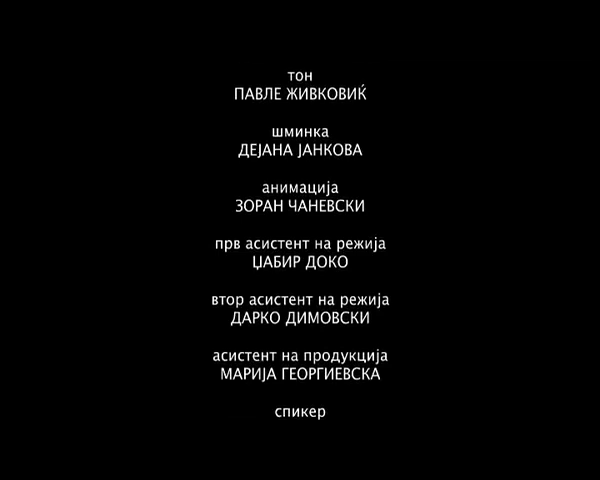 тон
ПАВЛЕ ЖИВКОВИЌ
шминка
ДЕЈАНА ЈАНКОВА
анимација
ЗОРАН ЧАНЕВСКИ
прв асистент на режија
ЏАБИР ДОКО
втор асистент на режија
ДАРКО ДИМОВСКИ
асистент на продукција
МАРИЈА ГЕОРГИЕВСКА
спикер